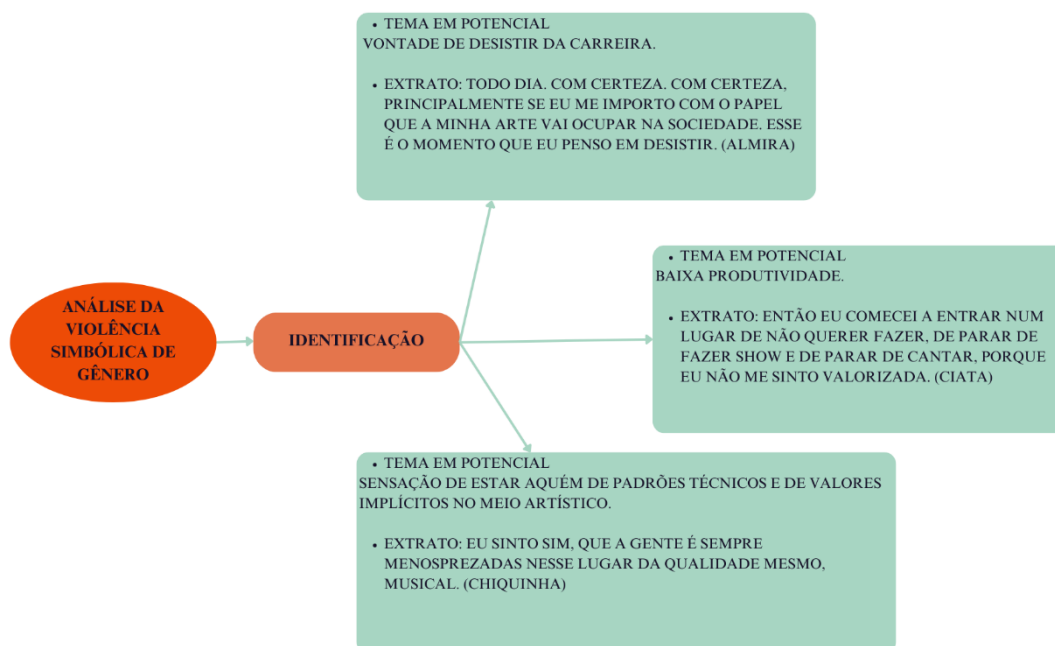 • TEMA EM POTENCIAL
VONTADE DE DESISTIR DA CARREIRA.
• EXTRATO: TODO DIA. COM CERTEZA. COM CERTEZA,
PRINCIPALMENTE SE EU ME IMPORTO COM O PAPEL
QUE A MINHA ARTE VAI OCUPAR NA SOCIEDADE. ESSE
É O MOMENTO QUE EU PENSO EM DESISTIR. (ALMIRA)
ANÁLISE DA
VIOLÊNCIA
SIMBÓLICA DE
GÊNERO
IDENTIFICAÇÃO
• TEMA EM POTENCIAL
BAIXA PRODUTIVIDADE.
• EXTRATO: ENTÃO EU COMECEI A ENTRAR NUM
LUGAR DE NÃO QUERER FAZER, DE PARAR DE
FAZER SHOW E DE PARAR DE CANTAR, PORQUE
EU NÃO ME SINTO VALORIZADA. (CIATA)
• TEMA EM POTENCIAL
SENSAÇÃO DE ESTAR AQUÉM DE PADRÕES TÉCNICOS E DE VALORES
IMPLÍCITOS NO MEIO ARTÍSTICO.
• EXTRATO: EU SINTO SIM, QUE A GENTE É SEMPRE
MENOSPREZADAS NESSE LUGAR DA QUALIDADE MESMO,
MUSICAL. (CHIQUINHA)